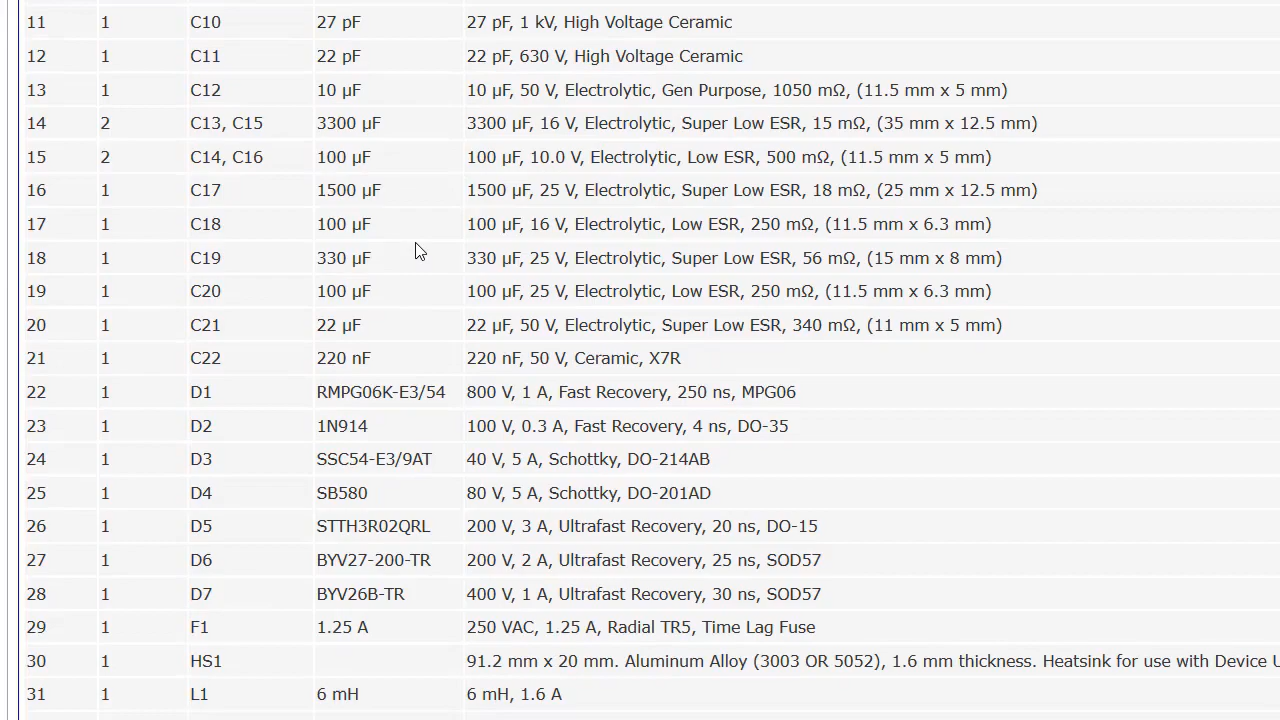 11 1 C10 27 pF 27 pF, 1 kV, High Voltage Ceramic
12 1 C11 22 pF 22 pF, 630 V, High Voltage Ceramic
13 1 C12 10 µF 10 µF, 50 V, Electrolytic, Gen Purpose, 1050 mΩ, (11.5 mm x 5 mm)
14 2 C13, C15 3300 µF 3300 µF, 16 V, Electrolytic, Super Low ESR, 15 mΩ, (35 mm x 12.5 mm)
15 2 C14, C16 100 µF 100 µF, 10.0 V, Electrolytic, Low ESR, 500 mΩ, (11.5 mm x 5 mm)
16 1 C17 1500 µF 1500 µF, 25 V, Electrolytic, Super Low ESR, 18 mΩ, (25 mm x 12.5 mm)
17 1 C18 100 µF 100 µF, 16 V, Electrolytic, Low ESR, 250 mΩ, (11.5 mm x 6.3 mm)
18 1 C19 330 µF 330 µF, 25 V, Electrolytic, Super Low ESR, 56 mΩ, (15 mm x 8 mm)
19 1 C20 100 µF 100 µF, 25 V, Electrolytic, Low ESR, 250 mΩ, (11.5 mm x 6.3 mm)
20 1 C21 22 µF 22 µF, 50 V, Electrolytic, Super Low ESR, 340 mΩ, (11 mm x 5 mm)
21 1 C22 220 nF 220 nF, 50 V, Ceramic, X7R
22 1 D1 RMPG06K-E3/54 800 V, 1 A, Fast Recovery, 250 ns, MPG06
23 1 D2 1N914 100 V, 0.3 A, Fast Recovery, 4 ns, DO-35
24 1 D3 SSC54-E3/9AT 40 V, 5 A, Schottky, DO-214AB
25 1 D4 SB580 80 V, 5 A, Schottky, DO-201AD
26 1 D5 STTH3R02QRL 200 V, 3 A, Ultrafast Recovery, 20 ns, DO-15
27 1 D6 BYV27-200-TR 200 V, 2 A, Ultrafast Recovery, 25 ns, SOD57
28 1 D7 BYV26B-TR 400 V, 1 A, Ultrafast Recovery, 30 ns, SOD57
29 1 F1 1.25 A 250 VAC, 1.25 A, Radial TR5, Time Lag Fuse
30 1 HS1 91.2 mm x 20 mm. Aluminum Alloy (3003 OR 5052), 1.6 mm thickness. Heatsink for use with Device U
31 1 L1 6 mH 6 mH, 1.6 A